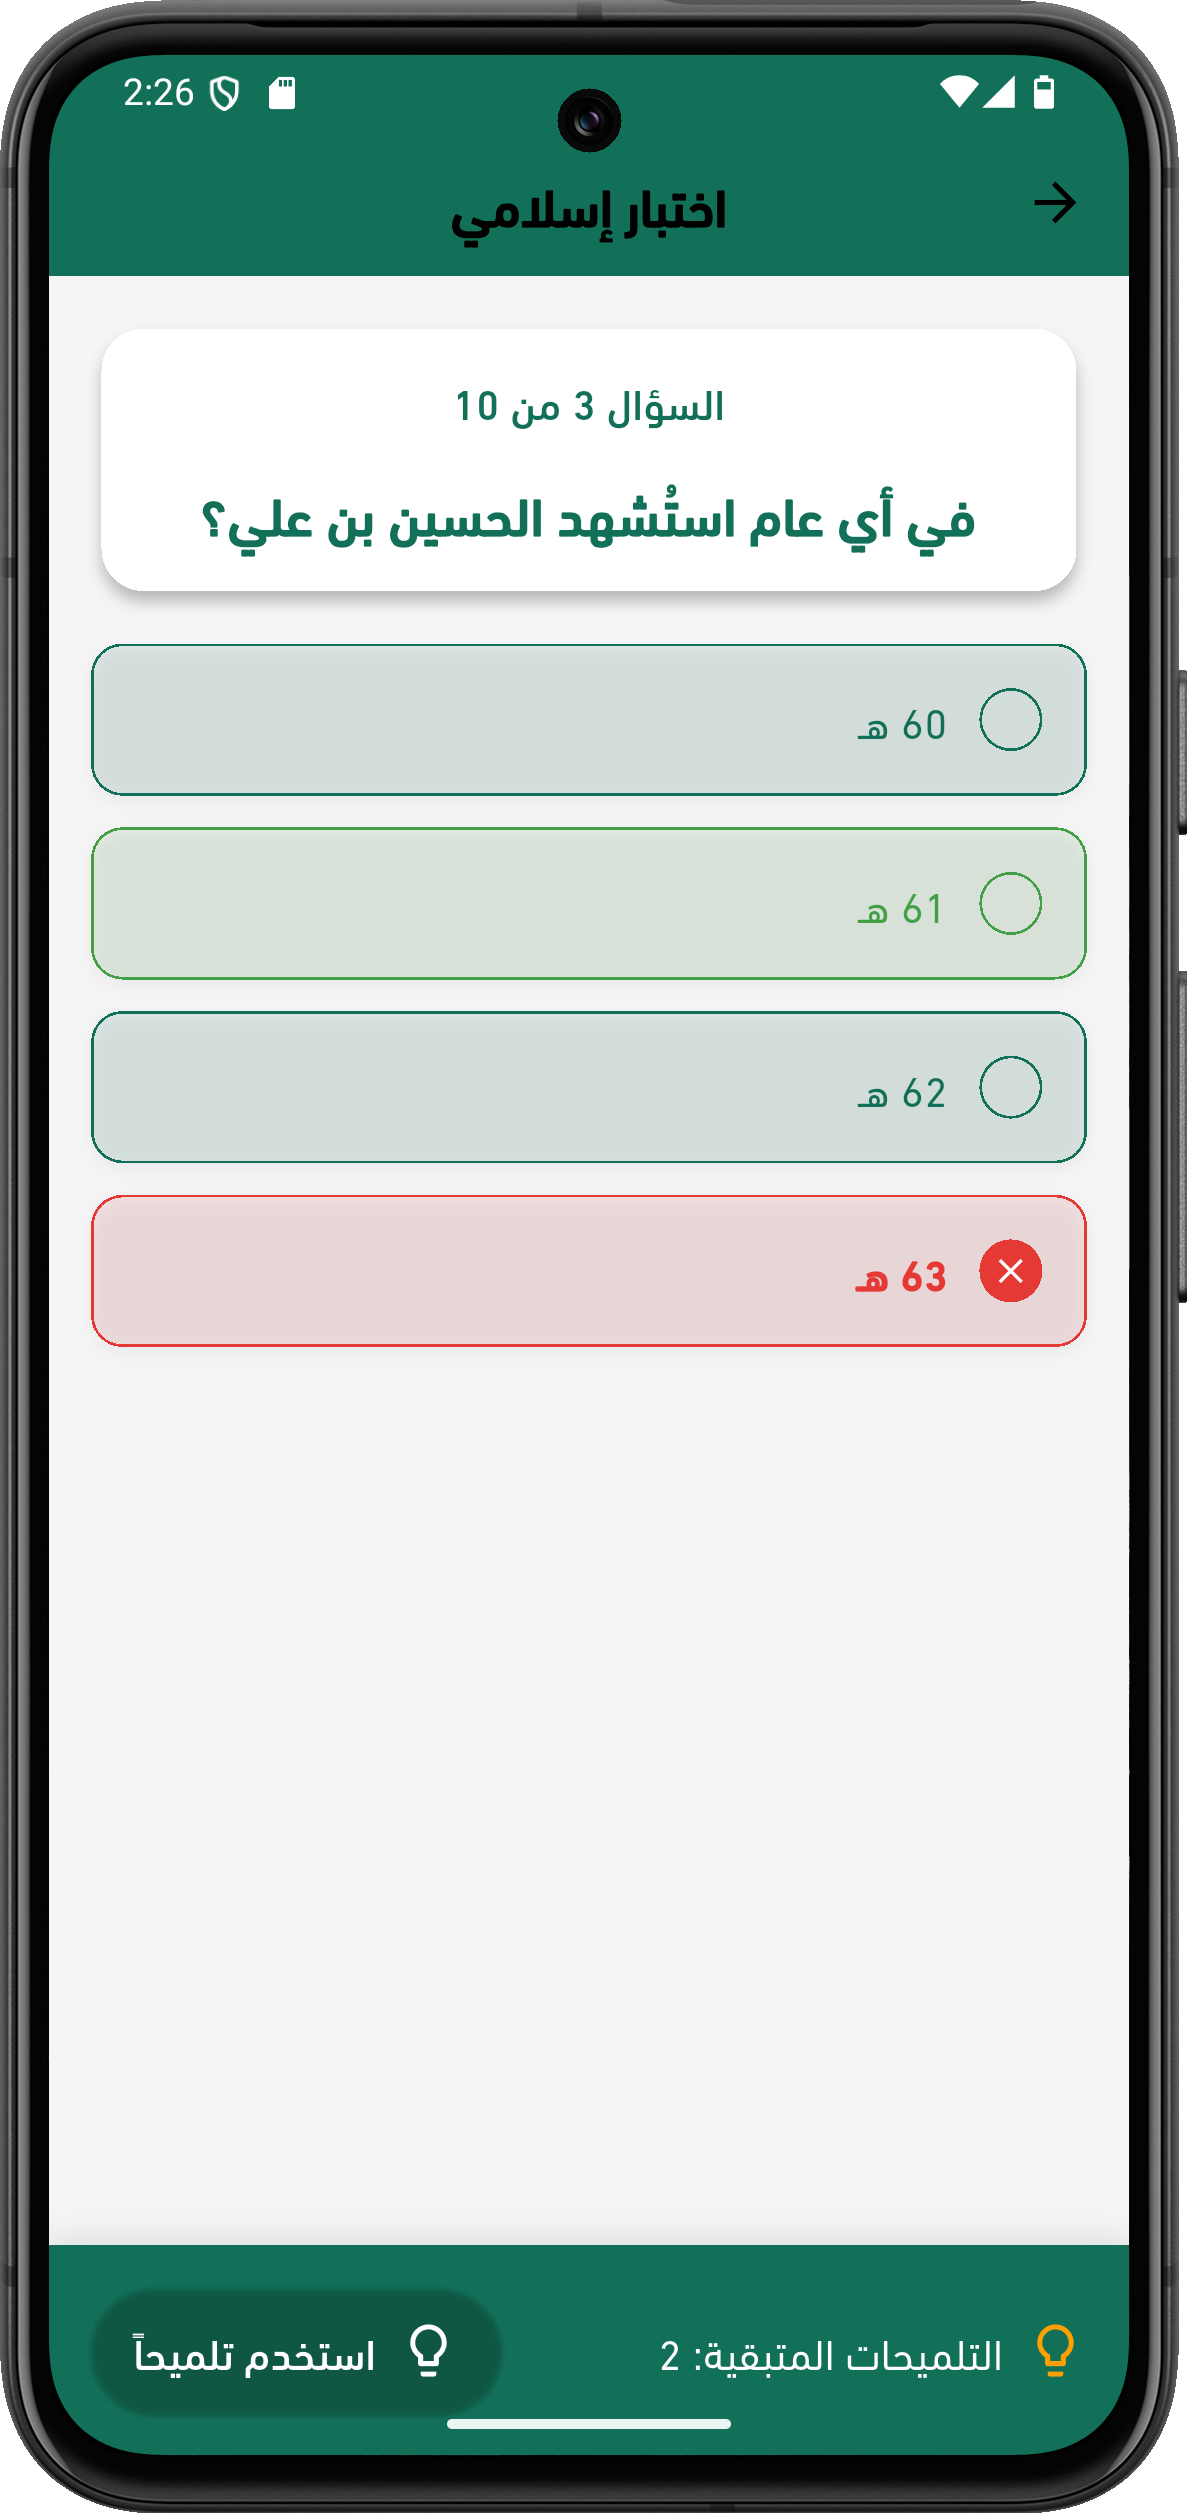 2:26
اختبار إسلامي
السؤال 3 من 10
في أي عام استُشهد الحسين بن علي؟
60 هـ
61 هـ
62 هـ
63 هـ
التلميحات المتبقية: 2
استخدم تلميحاً